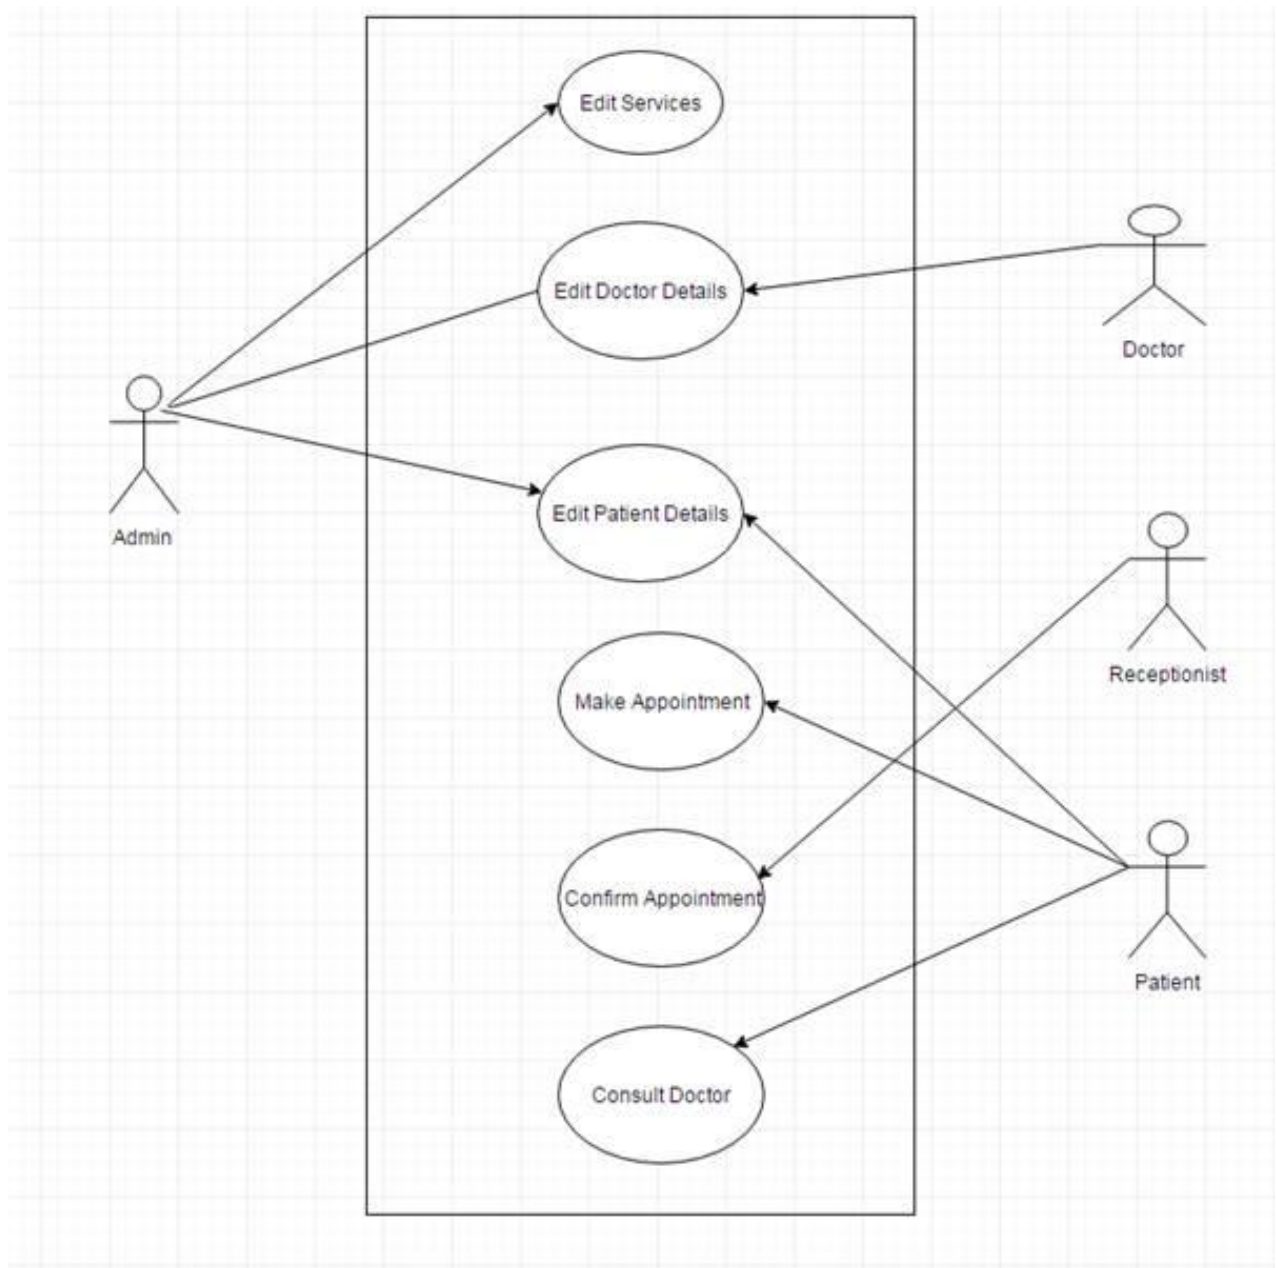 Edit Services
Edit Doctor Details
Doctor
Admin
Edit Patient Details
Receptionist
Make Appointment
Confirm Appointment
Patient
Consult Doctor